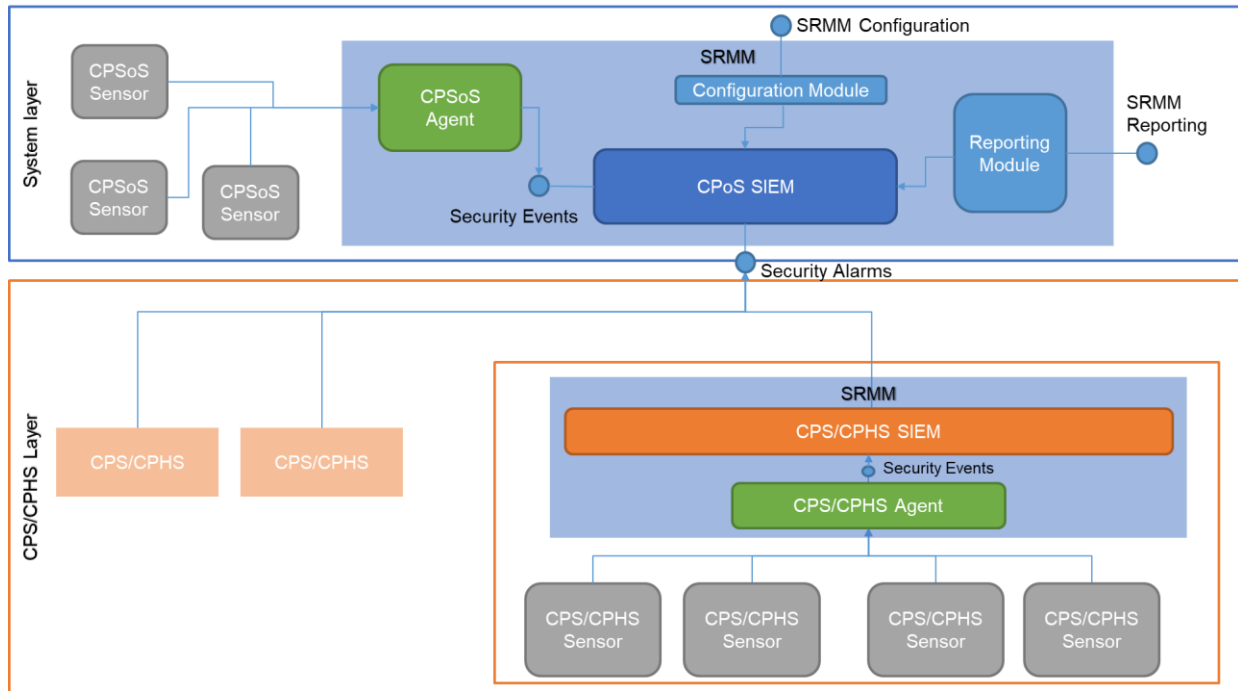 System layer
CPSoS
Sensor
CPSoS
Sensor
CPSoS
Sensor
SRMM Configuration
SRMM
CPSoS
Agent
Configuration Module
Reporting
Module
SRMM
Reporting
CPoS SIEM
Security Events
Security Alarms
CPS/CPHS Layer
CPS/CPHS
CPS/CPHS
SRMM
CPS/CPHS SIEM
Security Events
CPS/CPHS Agent
CPS/CPHS
Sensor
CPS/CPHS
Sensor
CPS/CPHS
Sensor
CPS/CPHS
Sensor